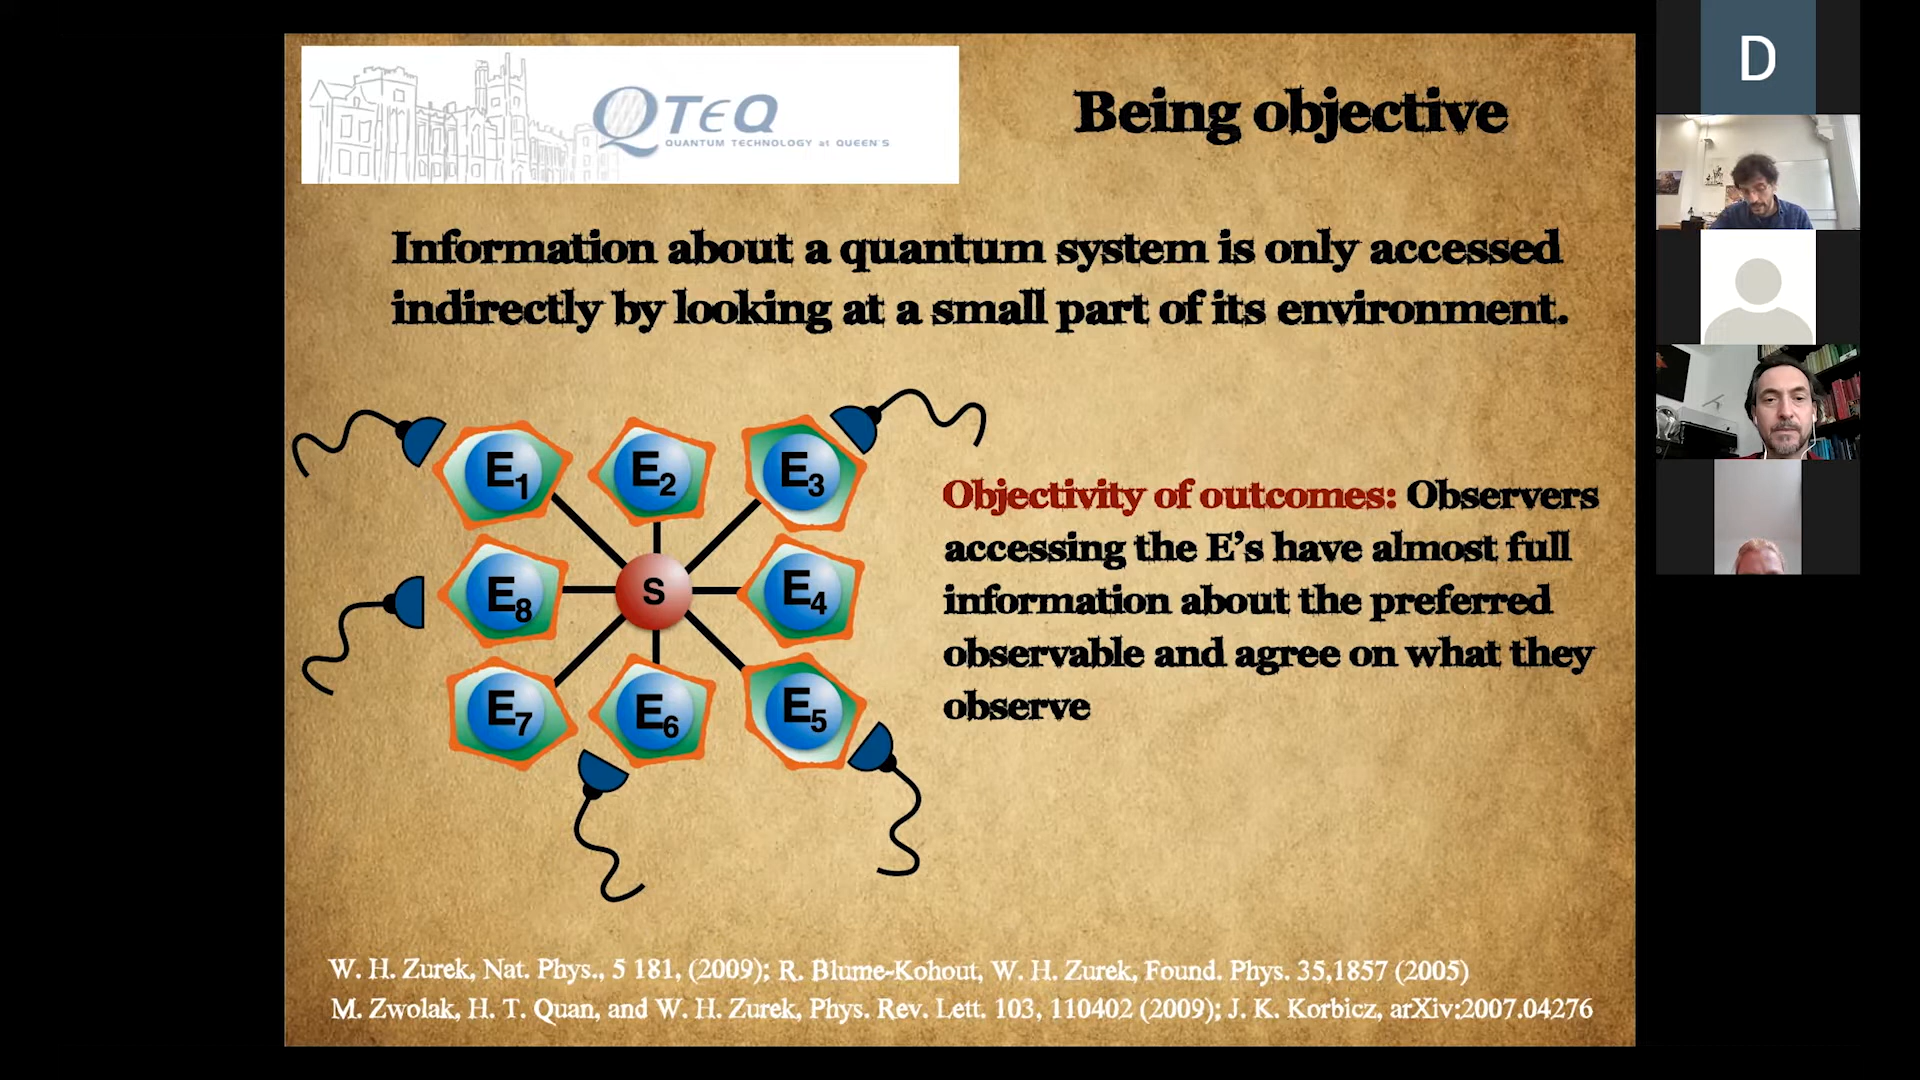 QTEQ
QUANTUM TECHNOLOGY at QUEEN'S
Being objective
Information about a quantum system is only accessed
indirectly by looking at a small part of its environment.
E1 E2 E3
E8 S E4
E7 E6 E5
Objectivity of outcomes: Observers
accessing the E's have almost full
information about the preferred
observable and agree on what they
observe
W. H. Zurek, Nat. Phys., 5 181, (2009); R. Blume-Kohout, W. H. Zurek, Found. Phys. 35,1857 (2005)
M. Zwolak, H. T. Quan, and W. H. Zurek, Phys. Rev. Lett. 103, 110402 (2009); J. K. Korbicz, arXiv:2007.04276
D